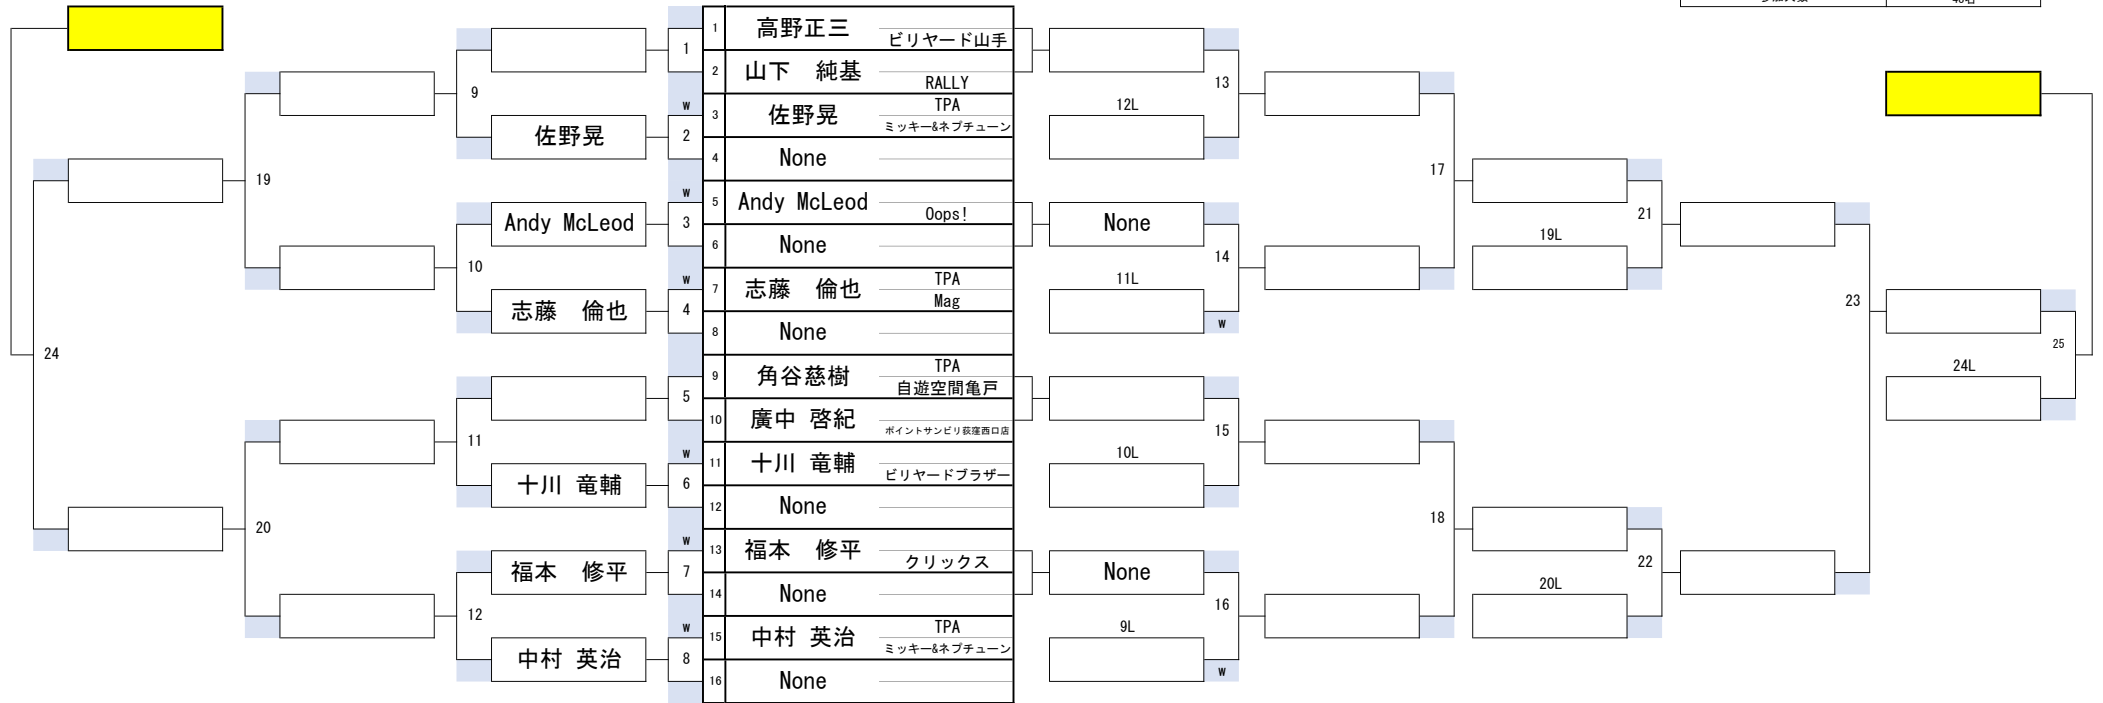 参加人数 40名
1 高野正三 ビリヤード山手
1
2 山下 純基 RALLY
9
13
W
3 佐野晃 TPA ミッキー&ネプチューン
12L
佐野晃 2
4 None
17
19
W
5 Andy McLeod Oops!
Andy McLeod 3
None
21
6 None
19L
10
14
W
7 志藤 倫也 TPA Mag
11L
志藤 倫也 4
23
W
8 None
24
25
9 角谷慈樹 TPA 自遊空間亀戸
24L
5
10 廣中 啓紀 ポイントサンビリ荻窪西口店
11
15
W
11 十川 竜輔 ビリヤードブラザー
10L
十川 竜輔 6
12 None
18
20
W
13 福本 修平 クリックス
福本 修平 7
None
22
14 None
20L
12
16
W
15 中村 英治 TPA ミッキー&ネプチューン
9L
中村 英治 8
W
16 None